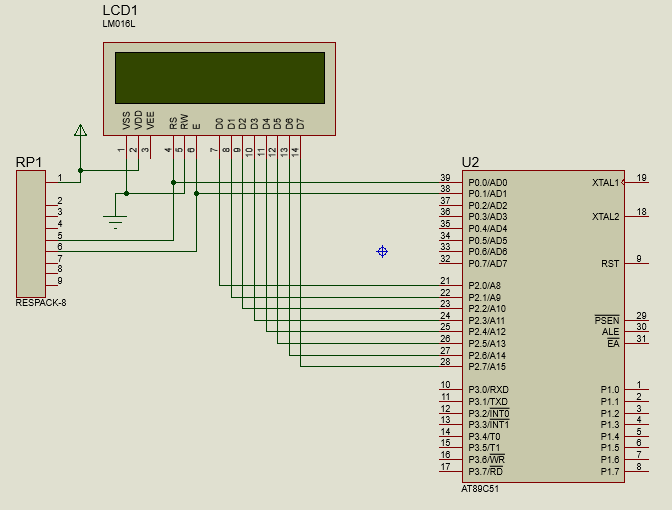 LCD1
LM016L
VSS VDD VEE RS RW E D0 D1 D2 D3 D4 D5 D6 D7
1 2 3 4 5 6 7 8 9 10 11 12 13 14
RP1
1
2
3
4
5
6
7
8
9
RESPACK-8
U2
39 P0.0/AD0 XTAL1 19
38 P0.1/AD1
37 P0.2/AD2
36 P0.3/AD3 XTAL2 18
35 P0.4/AD4
34 P0.5/AD5
33 P0.6/AD6
32 P0.7/AD7 RST 9
21 P2.0/A8
22 P2.1/A9
23 P2.2/A10
24 P2.3/A11 PSEN 29
25 P2.4/A12 ALE 30
26 P2.5/A13 EA 31
27 P2.6/A14
28 P2.7/A15
10 P3.0/RXD P1.0 1
11 P3.1/TXD P1.1 2
12 P3.2/INT0 P1.2 3
13 P3.3/INT1 P1.3 4
14 P3.4/T0 P1.4 5
15 P3.5/T1 P1.5 6
16 P3.6/WR P1.6 7
17 P3.7/RD P1.7 8
AT89C51